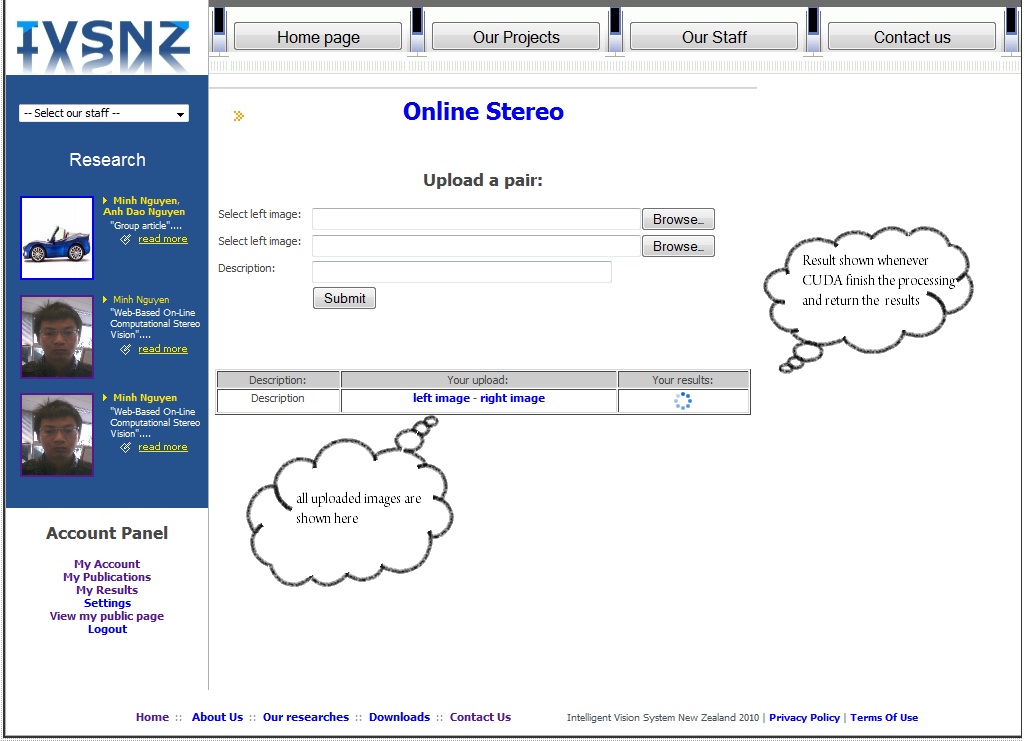 IVSNZ
Home page
Our Projects
Our Staff
Contact us
-- Select our staff --
Research
Minh Nguyen,
Anh Dao Nguyen
"Group article"....
read more
Minh Nguyen
"Web-Based On-Line
Computational Stereo
Vision"....
read more
Minh Nguyen
"Web-Based On-Line
Computational Stereo
Vision"....
read more
Account Panel
My Account
My Publications
My Results
Settings
View my public page
Logout
Online Stereo
Upload a pair:
Select left image:
Browse...
Select left image:
Browse...
Description:
Submit
Result shown whenever
CUDA finish the processing
and return the results
Description: Your upload: Your results:
Description left image - right image
all uploaded images are
shown here
Home :: About Us :: Our researches :: Downloads :: Contact Us
Intelligent Vision System New Zealand 2010 | Privacy Policy | Terms Of Use